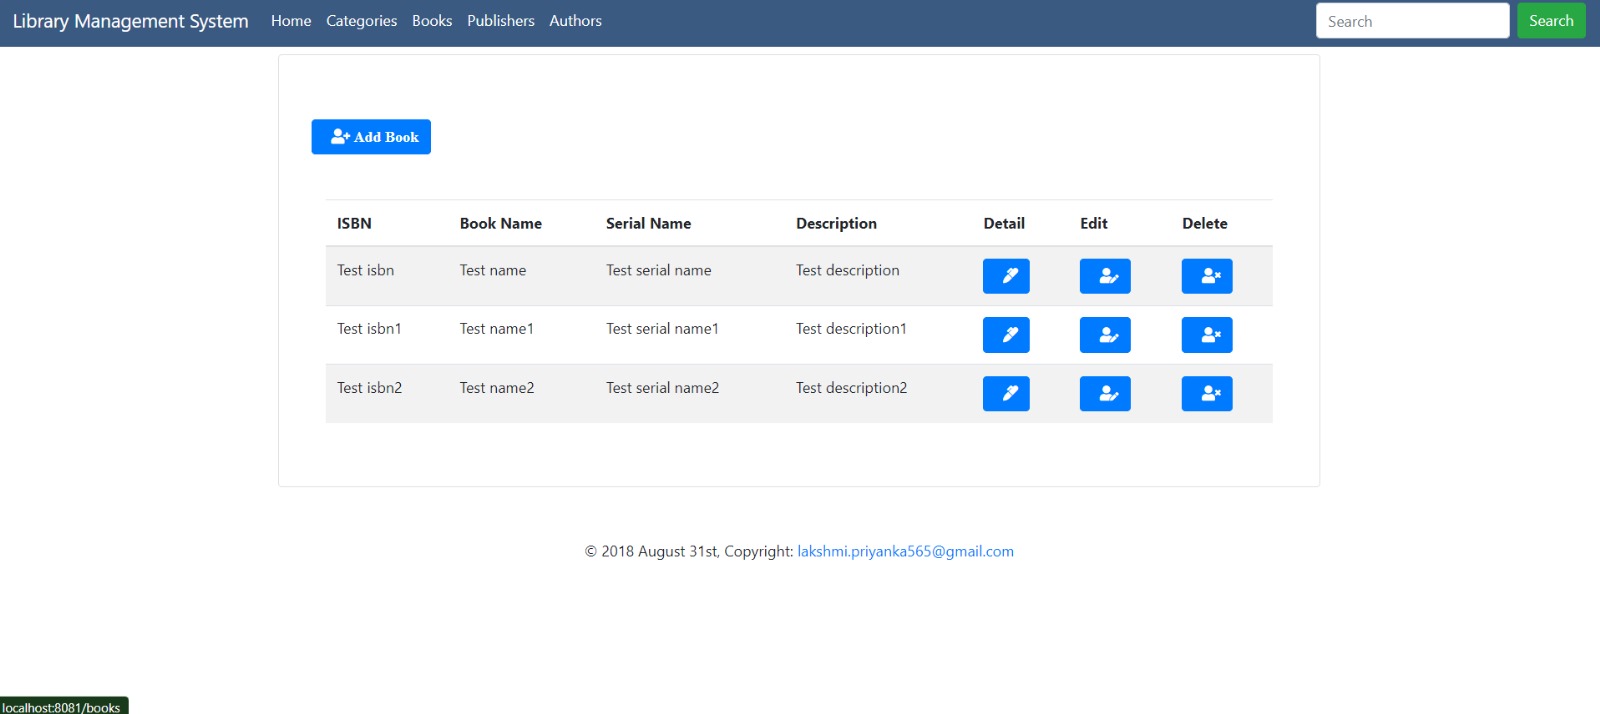 Library Management System Home Categories Books Publishers Authors Search Search
Add Book
ISBN Book Name Serial Name Description Detail Edit Delete
Test isbn Test name Test serial name Test description
Test isbn1 Test name1 Test serial name1 Test description1
Test isbn2 Test name2 Test serial name2 Test description2
© 2018 August 31st, Copyright: lakshmi.priyanka565@gmail.com
localhost:8081/books